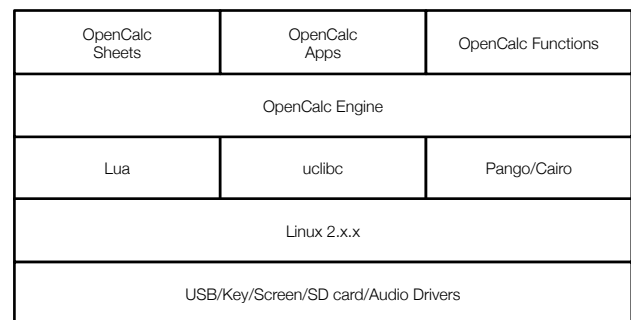 OpenCalc
Sheets
OpenCalc
Apps
OpenCalc Functions
OpenCalc Engine
Lua
uclibc
Pango/Cairo
Linux 2.x.x
USB/Key/Screen/SD card/Audio Drivers